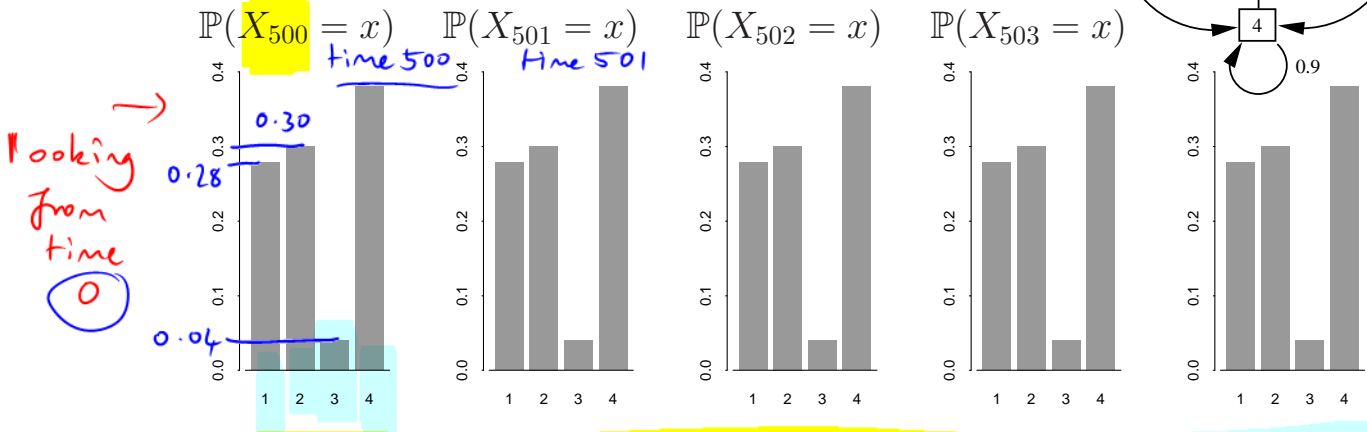 ℙ(X₅₀₀ = x) ℙ(X₅₀₁ = x) ℙ(X₅₀₂ = x) ℙ(X₅₀₃ = x)
4
0.9
time 500
time 501
looking
from
time
0
0.30
0.28
0.04
0.0 0.1 0.2 0.3 0.4
1 2 3 4
0.0 0.1 0.2 0.3 0.4
1 2 3 4
0.0 0.1 0.2 0.3 0.4
1 2 3 4
0.0 0.1 0.2 0.3 0.4
1 2 3 4
0.0 0.1 0.2 0.3 0.4
1 2 3 4